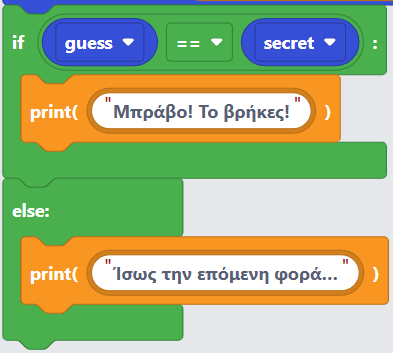 if guess == secret :
print( "Μπράβο! Το βρήκες! " )
else:
print( "Ίσως την επόμενη φορά... " )